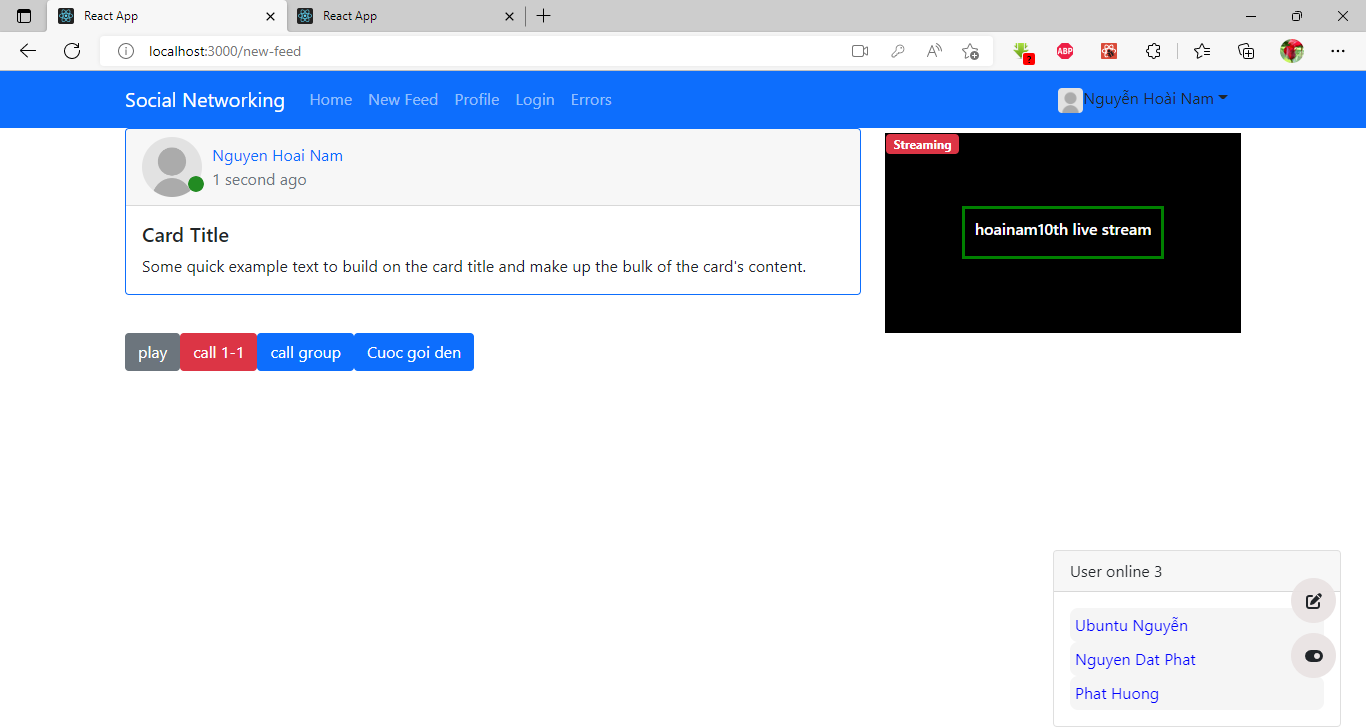 React App
React App
localhost:3000/new-feed
A
ABP
?
Social Networking Home New Feed Profile Login Errors
Nguyễn Hoài Nam
Nguyen Hoai Nam
1 second ago
Card Title
Some quick example text to build on the card title and make up the bulk of the card's content.
Streaming
hoainam10th live stream
play call 1-1 call group Cuoc goi den
User online 3
Ubuntu Nguyễn
Nguyen Dat Phat
Phat Huong